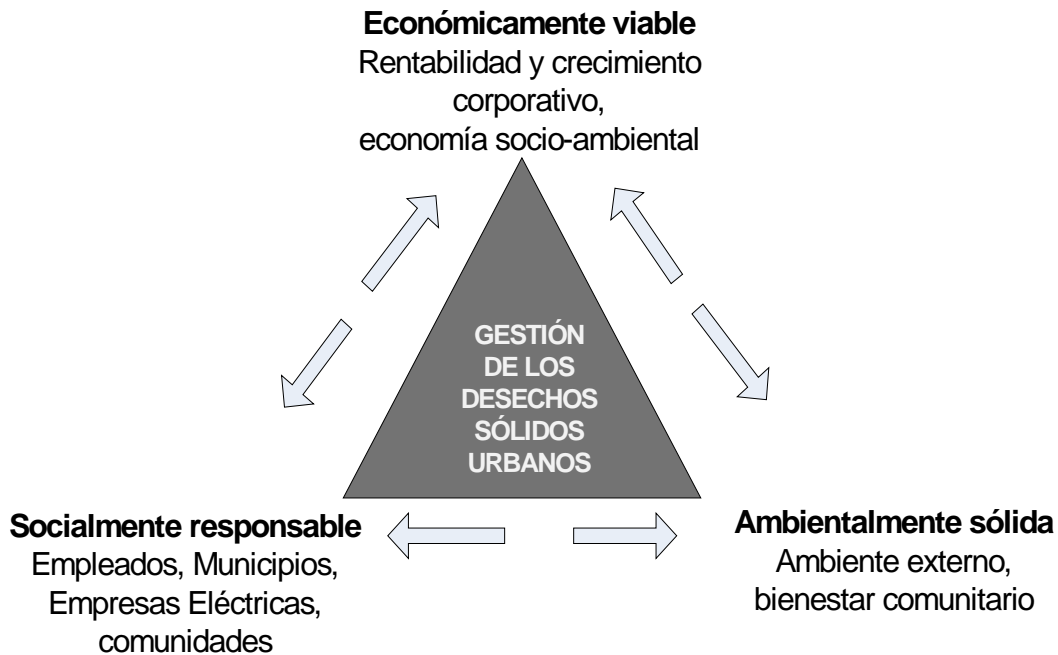 Económicamente viable
Rentabilidad y crecimiento
corporativo,
economía socio-ambiental
GESTIÓN
DE LOS
DESECHOS
SÓLIDOS
URBANOS
Socialmente responsable
Empleados, Municipios,
Empresas Eléctricas,
comunidades
Ambientalmente sólida
Ambiente externo,
bienestar comunitario